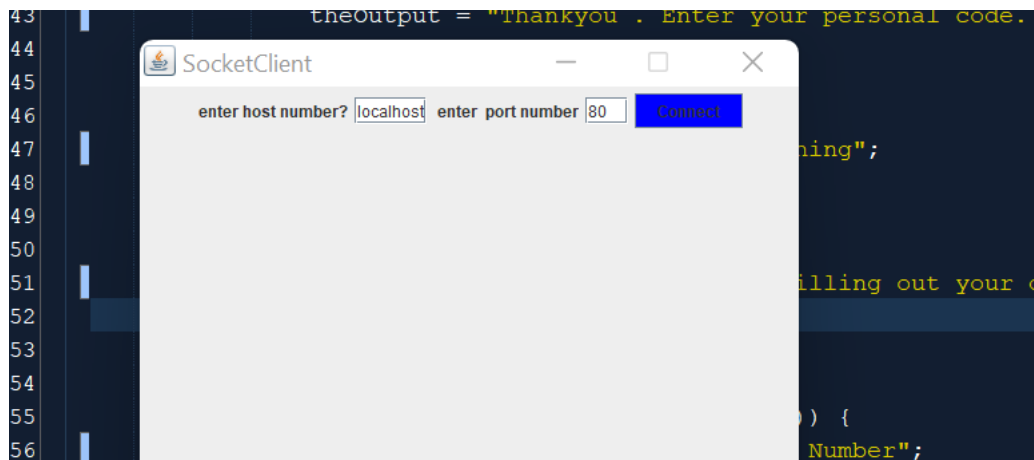 43 theOutput = "Thankyou . Enter your personal code.
44
SocketClient
45
46 enter host number? localhost enter port number 80 Connect
47 hing";
48
49
50
51 illing out your
52
53
54
55 )) {
56 Number";